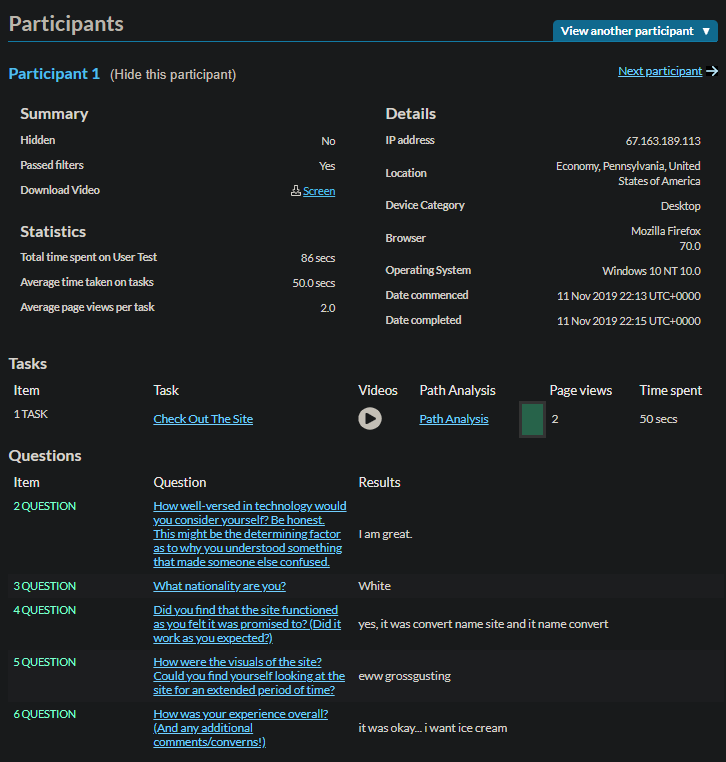 Participants
View another participant ▼
Participant 1 (Hide this participant)
Next participant →
Summary
Hidden No
Passed filters Yes
Download Video Screen
Statistics
Total time spent on User Test 86 secs
Average time taken on tasks 50.0 secs
Average page views per task 2.0
Details
IP address 67.163.189.113
Location Economy, Pennsylvania, United
States of America
Device Category Desktop
Browser Mozilla Firefox
70.0
Operating System Windows 10 NT 10.0
Date commenced 11 Nov 2019 22:13 UTC+0000
Date completed 11 Nov 2019 22:15 UTC+0000
Tasks
Item Task Videos Path Analysis Page views Time spent
1 TASK Check Out The Site Path Analysis 2 50 secs
Questions
Item Question Results
2 QUESTION How well-versed in technology would
you consider yourself? Be honest.
This might be the determining factor
as to why you understood something
that made someone else confused.
I am great.
3 QUESTION What nationality are you? White
4 QUESTION Did you find that the site functioned
as you felt it was promised to? (Did it
work as you expected?)
yes, it was convert name site and it name convert
5 QUESTION How were the visuals of the site?
Could you find yourself looking at the
site for an extended period of time?
eww grossgusting
6 QUESTION How was your experience overall?
(And any additional
comments/converns!)
it was okay... i want ice cream